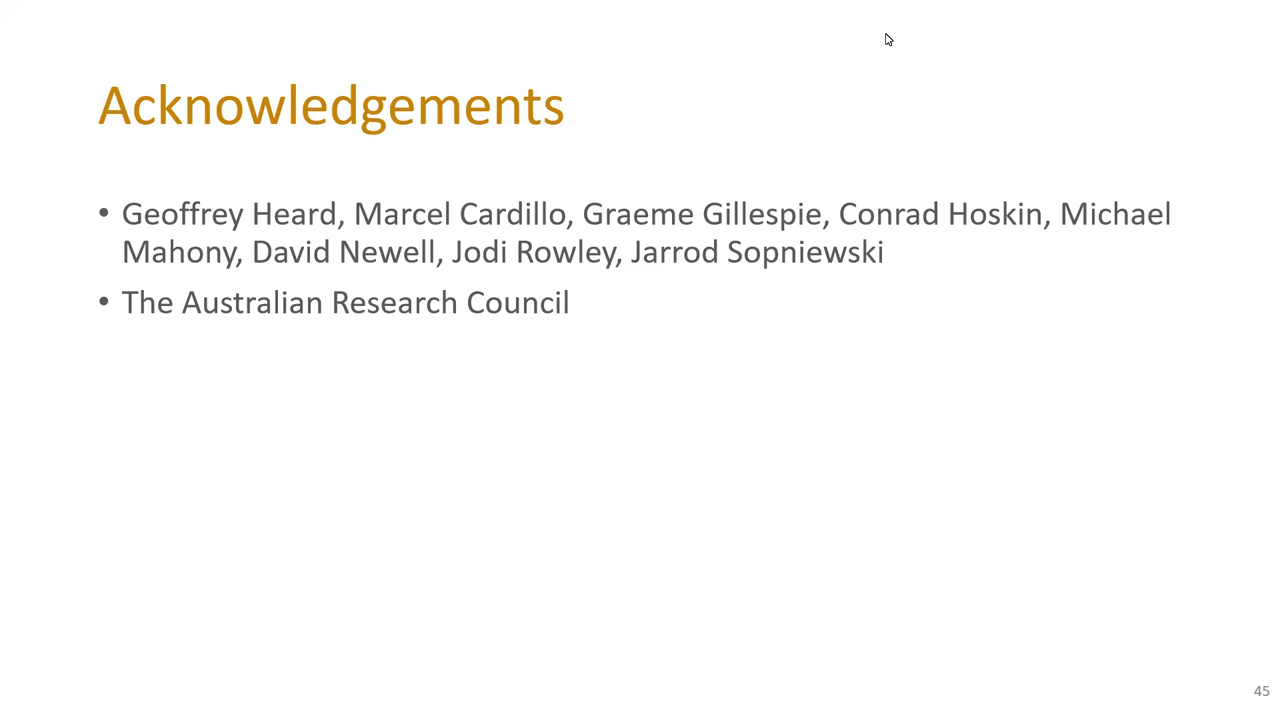 Acknowledgements
• Geoffrey Heard, Marcel Cardillo, Graeme Gillespie, Conrad Hoskin, Michael
Mahony, David Newell, Jodi Rowley, Jarrod Sopniewski
• The Australian Research Council
45